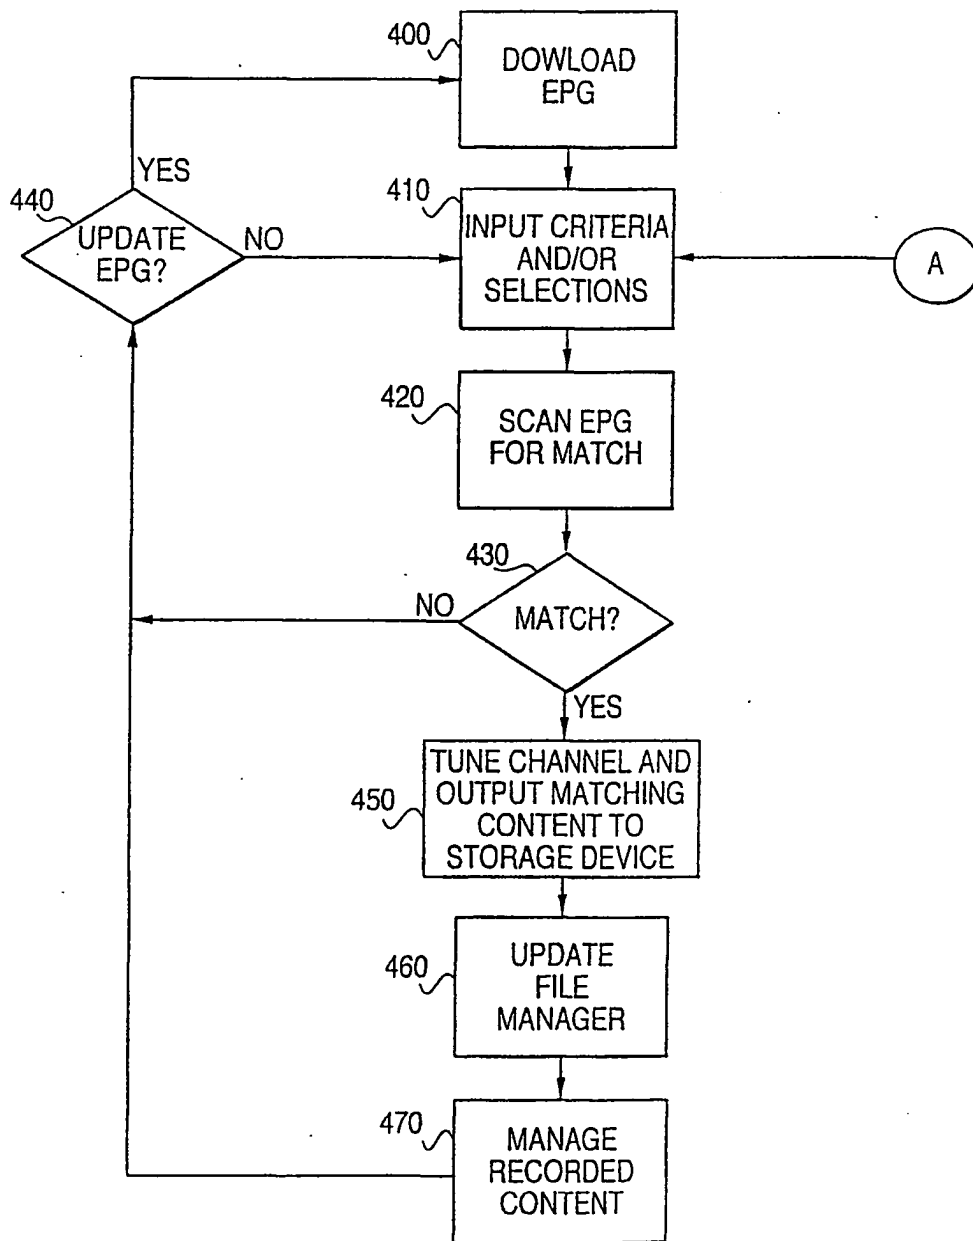 400
DOWLOAD
EPG
YES
440
UPDATE
EPG?
NO
410
INPUT CRITERIA
AND/OR
SELECTIONS
A
420
SCAN EPG
FOR MATCH
430
NO
MATCH?
YES
450
TUNE CHANNEL AND
OUTPUT MATCHING
CONTENT TO
STORAGE DEVICE
460
UPDATE
FILE
MANAGER
470
MANAGE
RECORDED
CONTENT